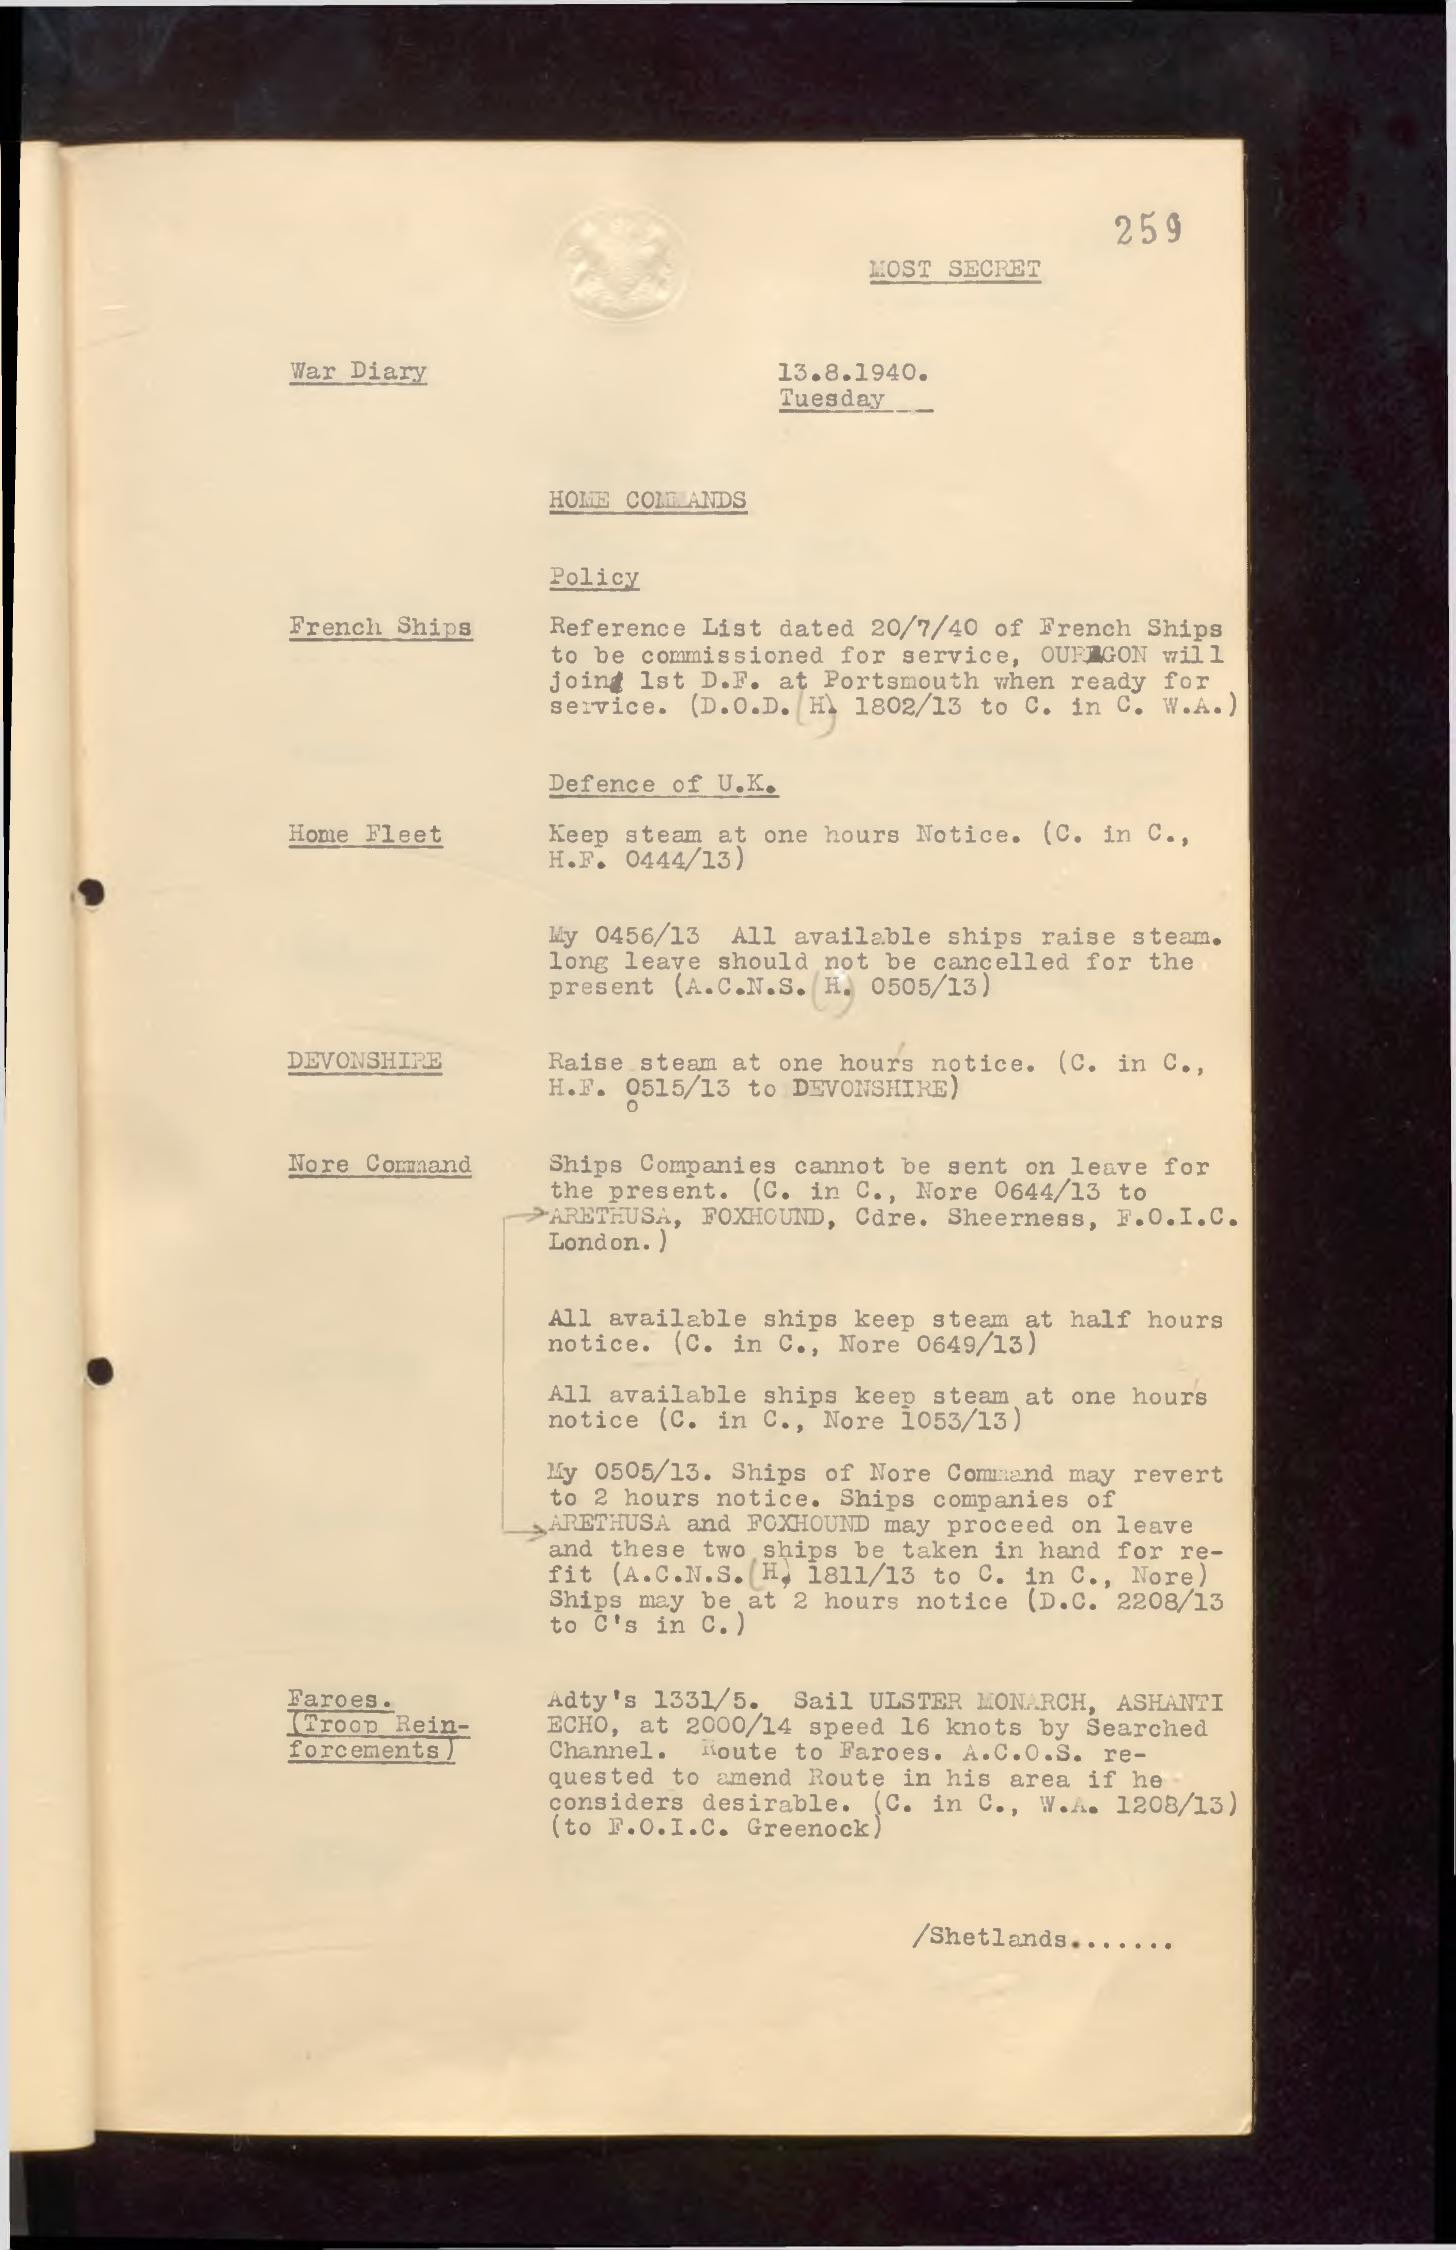 259
MOST SECRET
War Diary
13.8.1940.
Tuesday
HOME COMMANDS
Policy
French Ships
Reference List dated 20/7/40 of French Ships
to be commissioned for service, OURAGON will
join 1st D.F. at Portsmouth when ready for
service. (D.O.D.(H) 1802/13 to C. in C. W.A.)
Defence of U.K.
Home Fleet
Keep steam at one hours Notice. (C. in C.,
H.F. 0444/13)
My 0456/13 All available ships raise steam.
long leave should not be cancelled for the
present (A.C.N.S.(H) 0505/13)
DEVONSHIRE
Raise steam at one hour's notice. (C. in C.,
H.F. 0515/13 to DEVONSHIRE)
o
Nore Command
Ships Companies cannot be sent on leave for
the present. (C. in C., Nore 0644/13 to
ARETHUSA, FOXHOUND, Cdre. Sheerness, F.O.I.C.
London.)
All available ships keep steam at half hours
notice. (C. in C., Nore 0649/13)
All available ships keep steam at one hour's
notice (C. in C., Nore 1053/13)
My 0505/13. Ships of Nore Command may revert
to 2 hours notice. Ships companies of
ARETHUSA and FOXHOUND may proceed on leave
and these two ships be taken in hand for re-
fit (A.C.N.S.(H) 1811/13 to C. in C., Nore)
Ships may be at 2 hours notice (D.C. 2208/13
to C's in C.)
Faroes.
(Troop Rein-
forcements)
Adty's 1331/5. Sail ULSTER MONARCH, ASHANTI
ECHO, at 2000/14 speed 16 knots by Searched
Channel. Route to Faroes. A.C.O.S. re-
quested to amend Route in his area if he
considers desirable. (C. in C., W.A. 1208/13)
(to F.O.I.C. Greenock)
/Shetlands.......